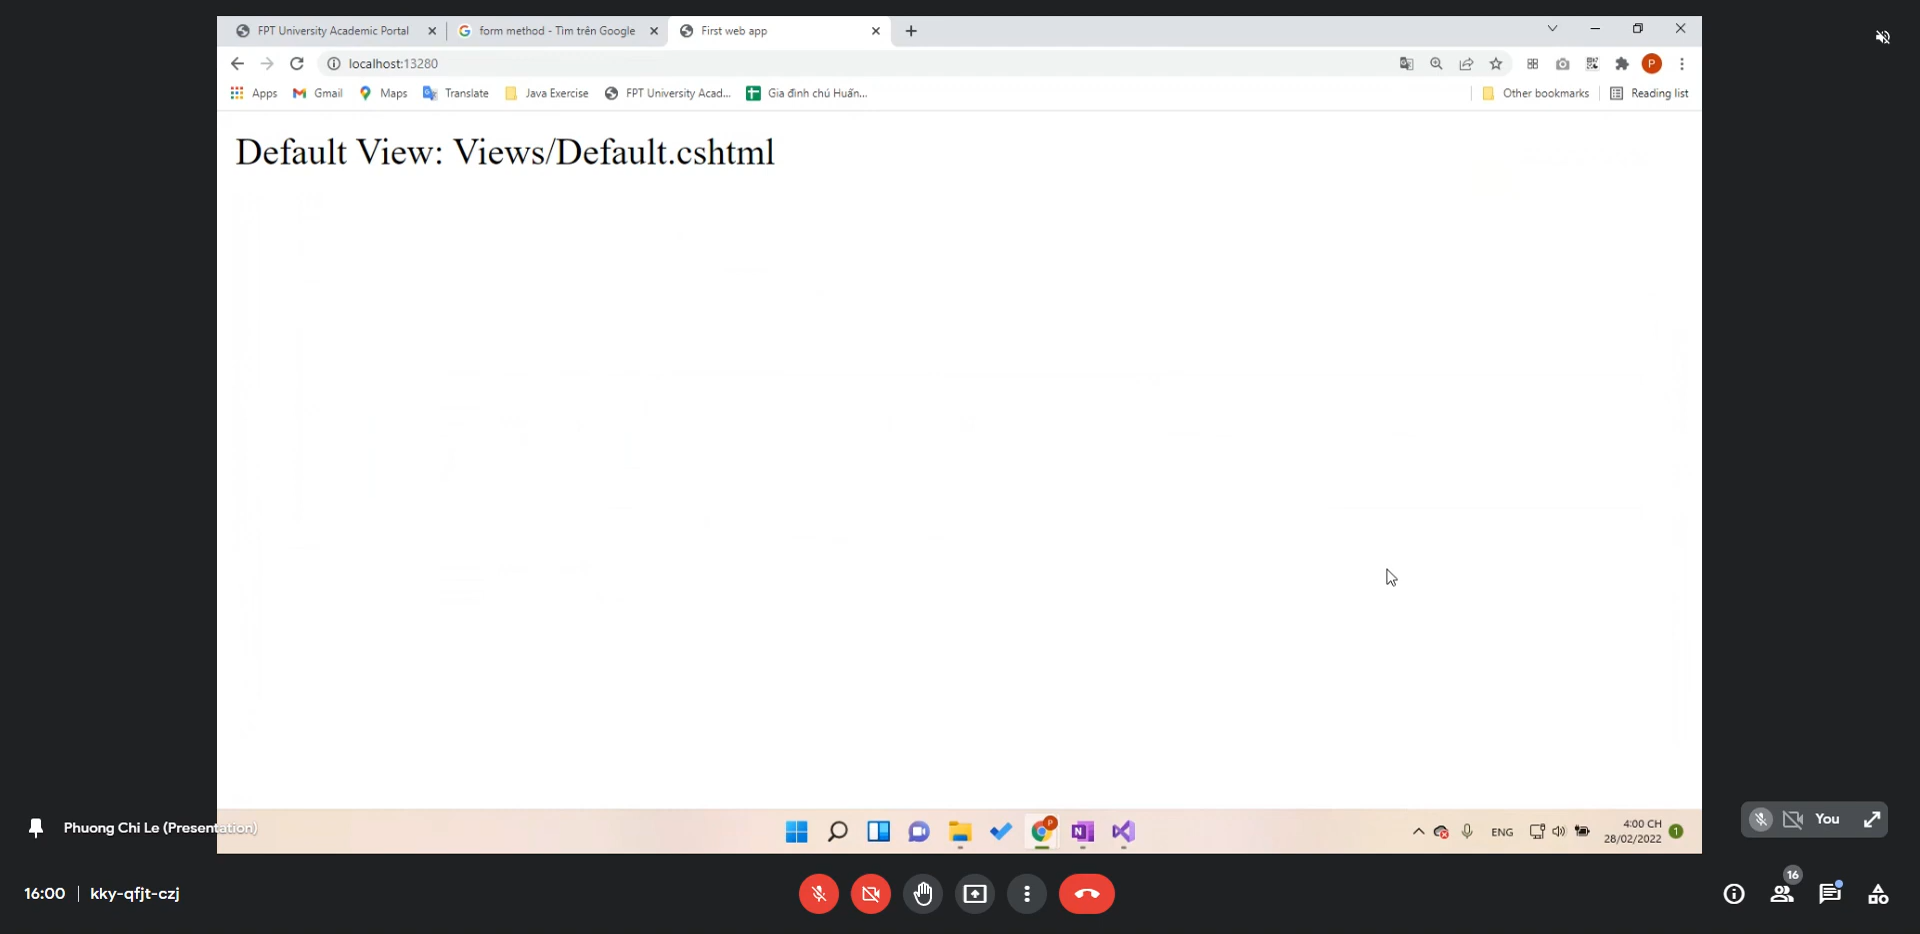 FPT University Academic Portal
form method - Tìm trên Google
First web app
localhost:13280
P
Apps
Gmail
Maps
Translate
Java Exercise
FPT University Acad...
Gia đình chú Huấn...
Other bookmarks
Reading list
Default View: Views/Default.cshtml
Phuong Chi Le (Presentation)
You
ENG
4:00 CH
28/02/2022
1
16:00 | kky-qfjt-czj
16